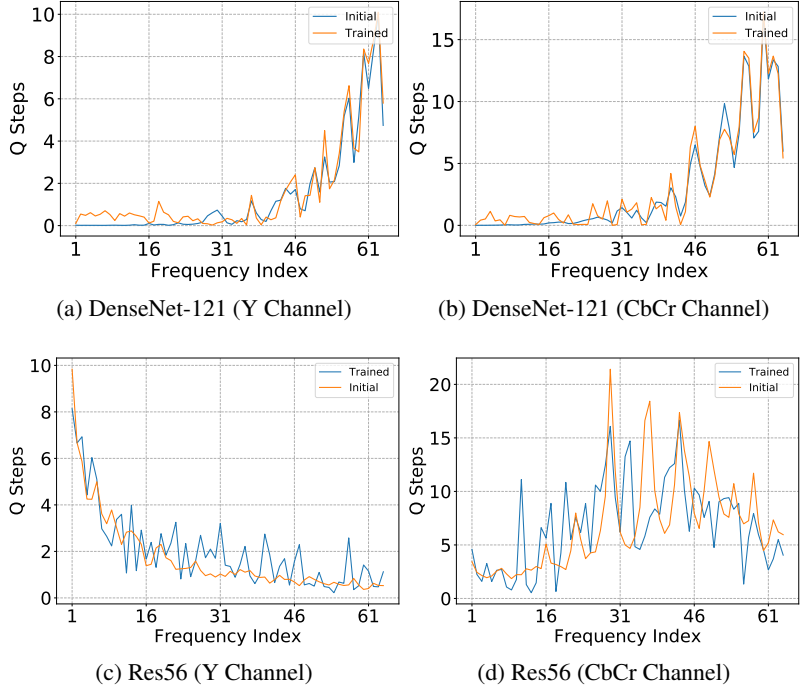 Initial
Trained
10
8
6
4
2
0
Q Steps
1 16 31 46 61
Frequency Index
(a) DenseNet-121 (Y Channel)
Initial
Trained
15
10
5
0
Q Steps
1 16 31 46 61
Frequency Index
(b) DenseNet-121 (CbCr Channel)
Trained
Initial
10
8
6
4
2
0
Q Steps
1 16 31 46 61
Frequency Index
(c) Res56 (Y Channel)
Trained
Initial
20
15
10
5
0
Q Steps
1 16 31 46 61
Frequency Index
(d) Res56 (CbCr Channel)